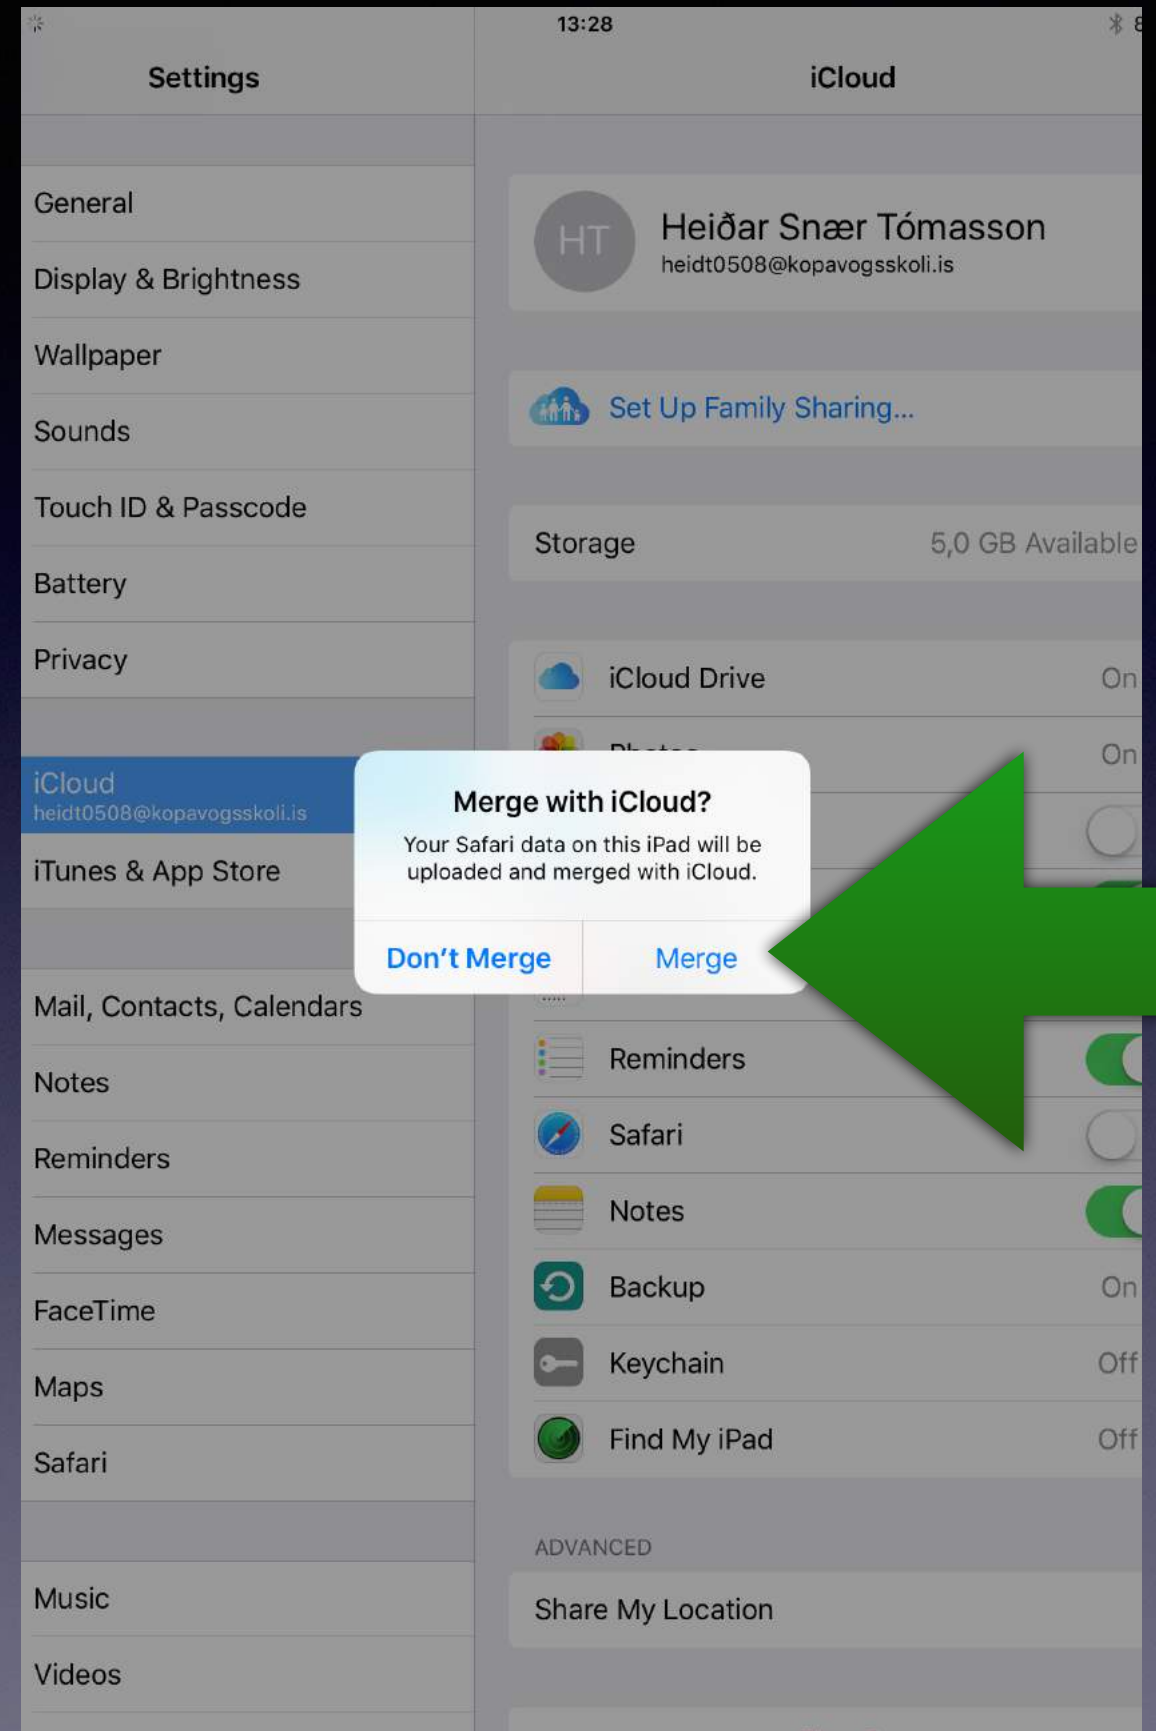 13:28
8
Settings
iCloud
General
Display & Brightness
Wallpaper
Sounds
Touch ID & Passcode
Battery
Privacy
iCloud
heidt0508@kopavogsskoli.is
iTunes & App Store
Mail, Contacts, Calendars
Notes
Reminders
Messages
FaceTime
Maps
Safari
Music
Videos
HT
Heiðar Snær Tómasson
heidt0508@kopavogsskoli.is
Set Up Family Sharing...
Storage 5,0 GB Available
iCloud Drive On
Photos On
Merge with iCloud?
Your Safari data on this iPad will be
uploaded and merged with iCloud.
Don't Merge Merge
Reminders
Safari
Notes
Backup On
Keychain Off
Find My iPad Off
ADVANCED
Share My Location